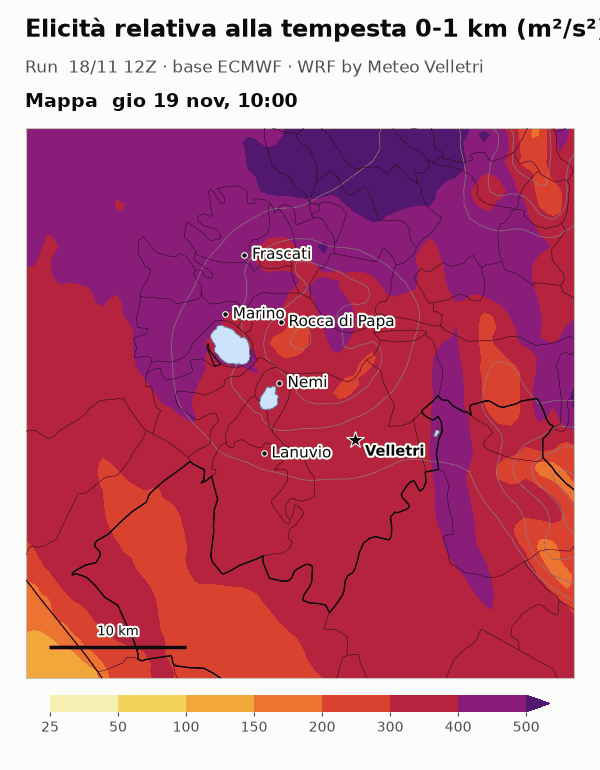 Elicità relativa alla tempesta 0-1 km (m²/s²)
Run  18/11 12Z · base ECMWF · WRF by Meteo Velletri
Mappa  gio 19 nov, 10:00
Frascati
Marino
Rocca di Papa
Nemi
Velletri
Lanuvio
10 km
25 50 100 150 200 300 400 500